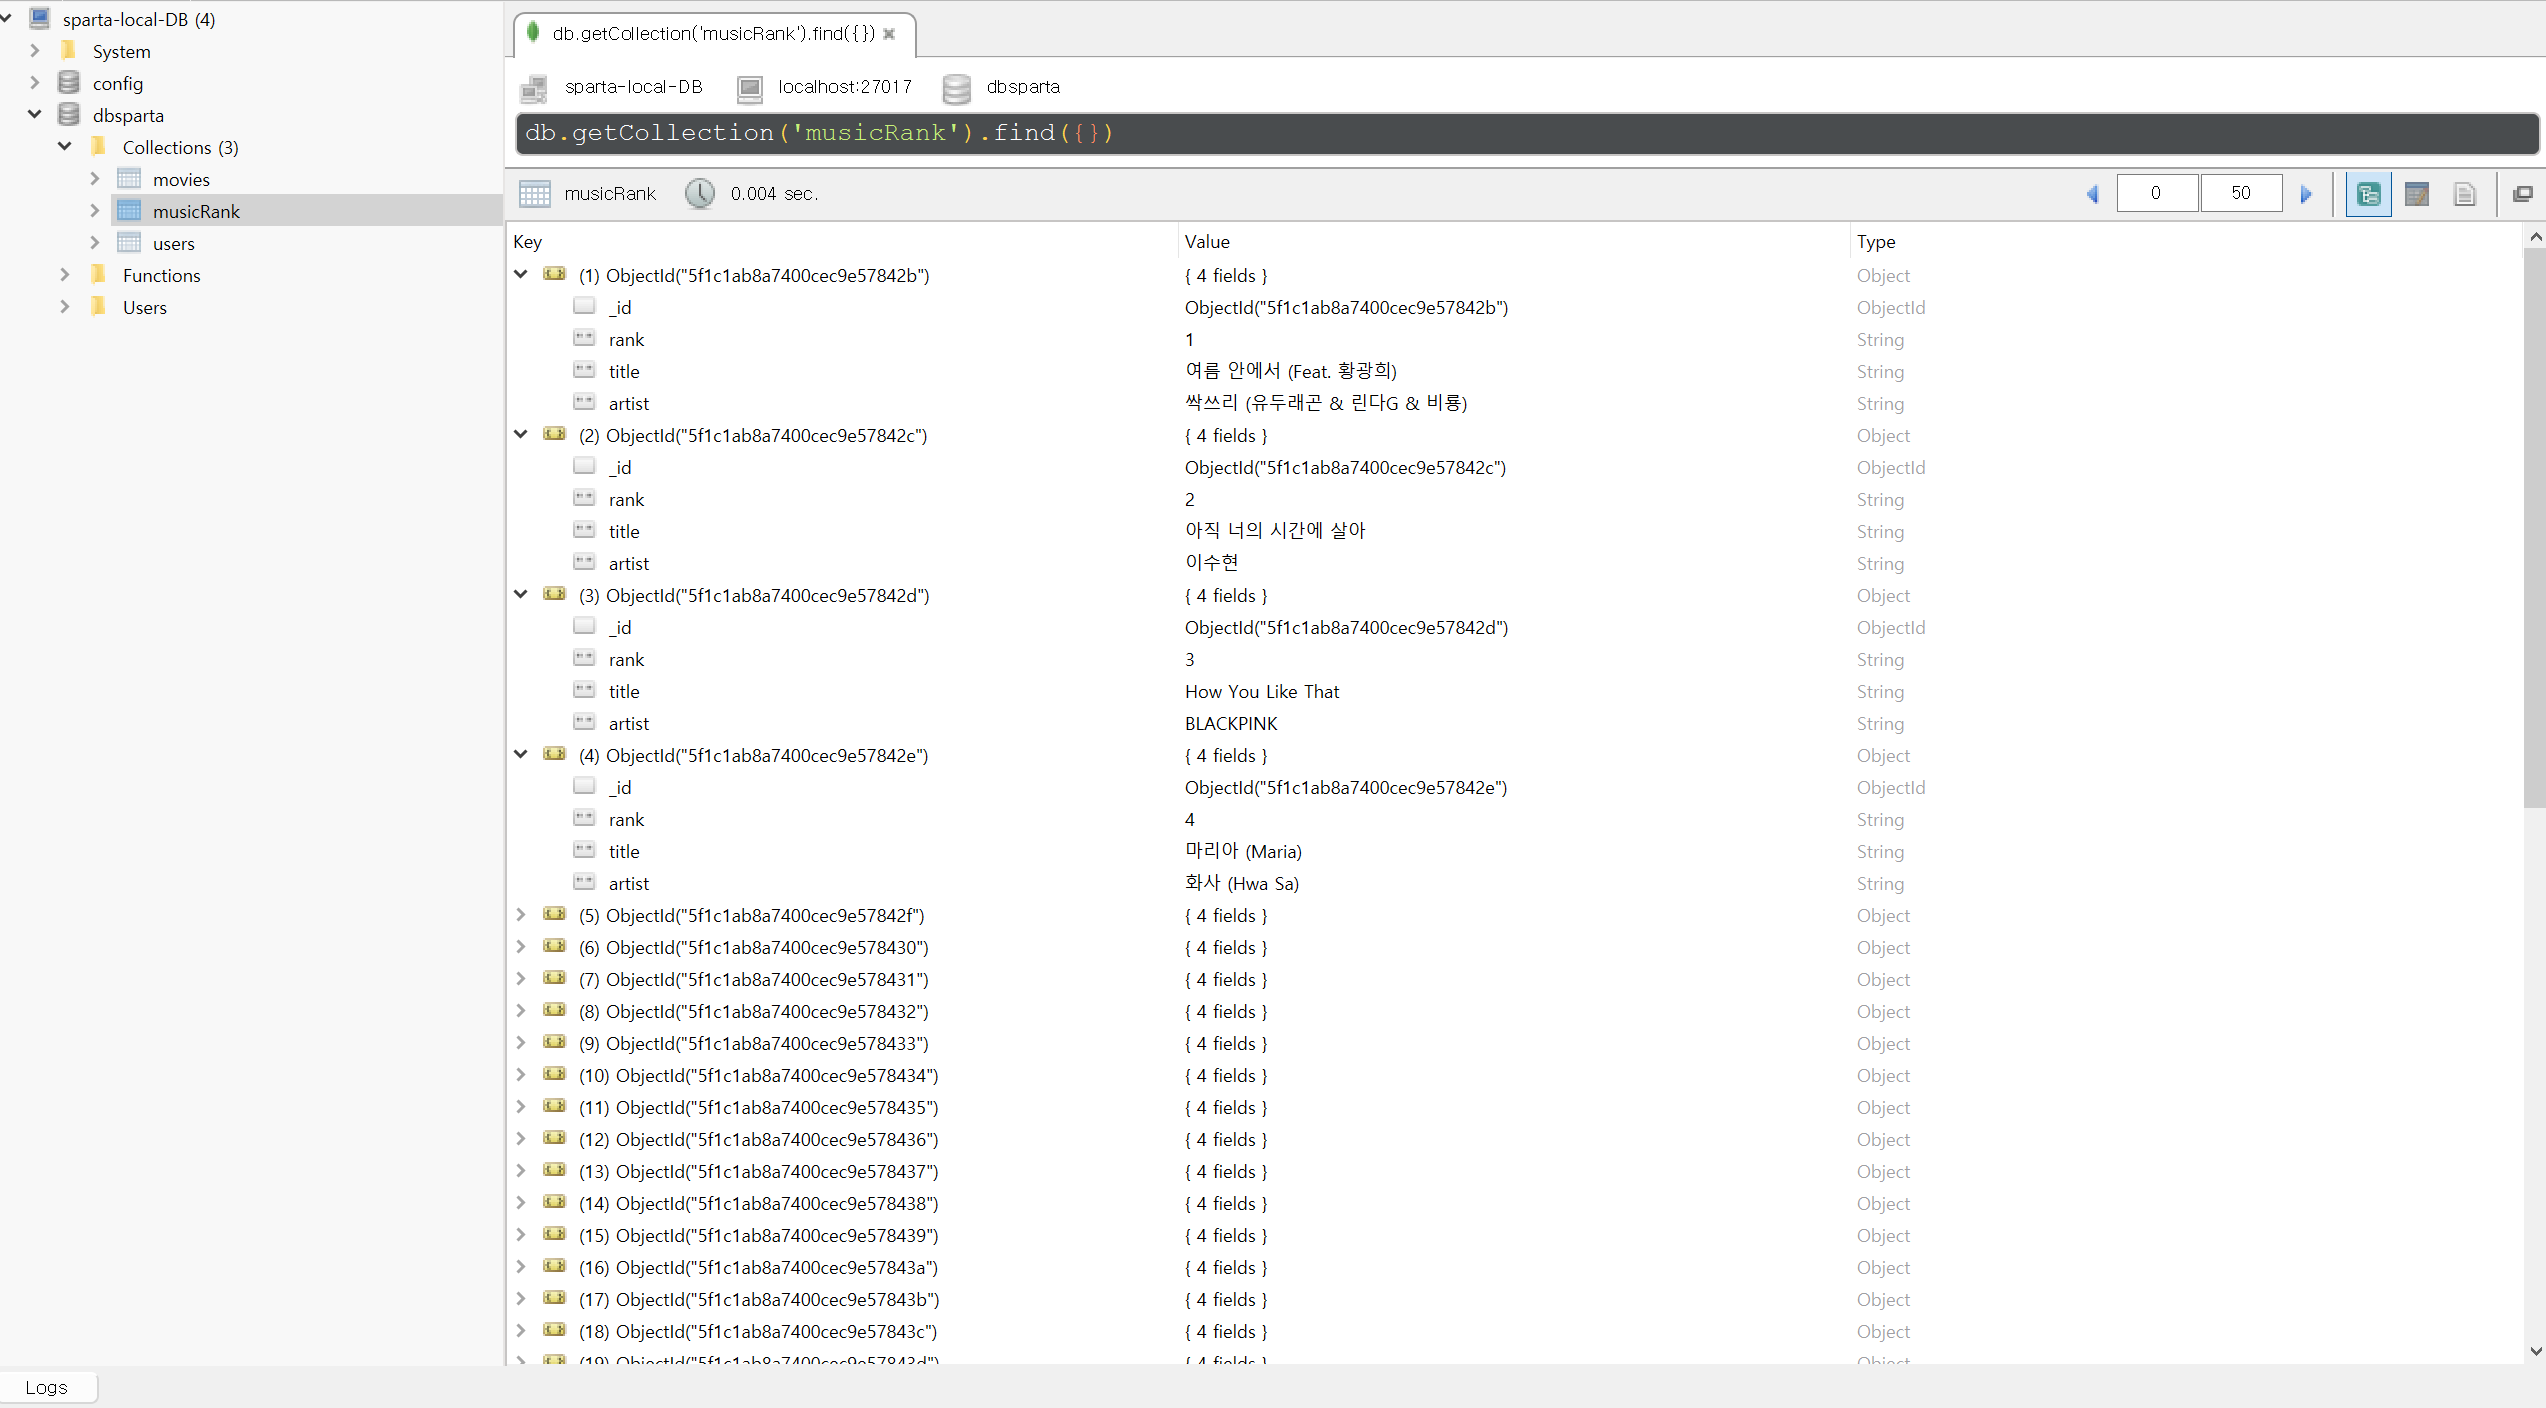 sparta-local-DB (4)
System
config
dbsparta
Collections (3)
movies
musicRank
users
Functions
Users
db.getCollection('musicRank').find({})
sparta-local-DB localhost:27017 dbsparta
db.getCollection('musicRank').find({})
musicRank 0.004 sec. 0 50
Key Value Type
(1) ObjectId("5f1c1ab8a7400cec9e57842b") { 4 fields } Object
_id ObjectId("5f1c1ab8a7400cec9e57842b") ObjectId
rank 1 String
title 여름 안에서 (Feat. 황광희) String
artist 싹쓰리 (유두래곤 & 린다G & 비룡) String
(2) ObjectId("5f1c1ab8a7400cec9e57842c") { 4 fields } Object
_id ObjectId("5f1c1ab8a7400cec9e57842c") ObjectId
rank 2 String
title 아직 너의 시간에 살아 String
artist 이수현 String
(3) ObjectId("5f1c1ab8a7400cec9e57842d") { 4 fields } Object
_id ObjectId("5f1c1ab8a7400cec9e57842d") ObjectId
rank 3 String
title How You Like That String
artist BLACKPINK String
(4) ObjectId("5f1c1ab8a7400cec9e57842e") { 4 fields } Object
_id ObjectId("5f1c1ab8a7400cec9e57842e") ObjectId
rank 4 String
title 마리아 (Maria) String
artist 화사 (Hwa Sa) String
(5) ObjectId("5f1c1ab8a7400cec9e57842f") { 4 fields } Object
(6) ObjectId("5f1c1ab8a7400cec9e578430") { 4 fields } Object
(7) ObjectId("5f1c1ab8a7400cec9e578431") { 4 fields } Object
(8) ObjectId("5f1c1ab8a7400cec9e578432") { 4 fields } Object
(9) ObjectId("5f1c1ab8a7400cec9e578433") { 4 fields } Object
(10) ObjectId("5f1c1ab8a7400cec9e578434") { 4 fields } Object
(11) ObjectId("5f1c1ab8a7400cec9e578435") { 4 fields } Object
(12) ObjectId("5f1c1ab8a7400cec9e578436") { 4 fields } Object
(13) ObjectId("5f1c1ab8a7400cec9e578437") { 4 fields } Object
(14) ObjectId("5f1c1ab8a7400cec9e578438") { 4 fields } Object
(15) ObjectId("5f1c1ab8a7400cec9e578439") { 4 fields } Object
(16) ObjectId("5f1c1ab8a7400cec9e57843a") { 4 fields } Object
(17) ObjectId("5f1c1ab8a7400cec9e57843b") { 4 fields } Object
(18) ObjectId("5f1c1ab8a7400cec9e57843c") { 4 fields } Object
(19) ObjectId("5f1c1ab8a7400cec9e57843d") { 4 fields } Object
Logs